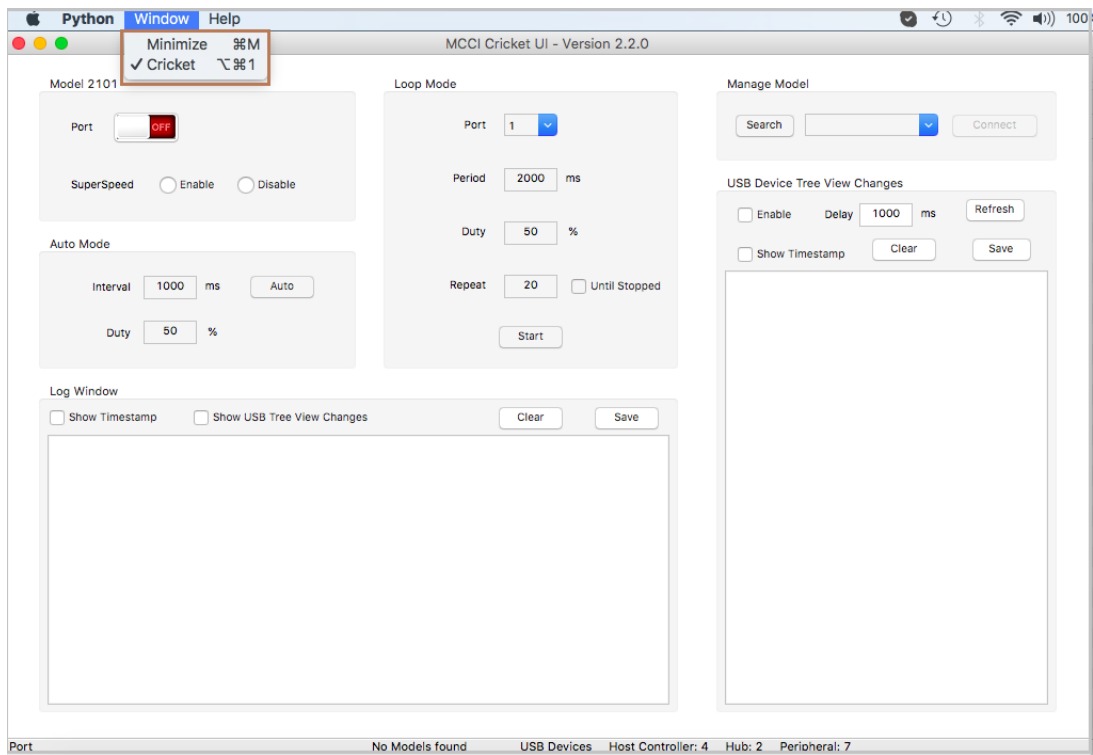 Python Window Help 100
Minimize ⌘M
✓ Cricket ⌥⌘1
MCCI Cricket UI - Version 2.2.0
Model 2101
Port OFF
SuperSpeed Enable Disable
Auto Mode
Interval 1000 ms Auto
Duty 50 %
Loop Mode
Port 1
Period 2000 ms
Duty 50 %
Repeat 20 Until Stopped
Start
Manage Model
Search Connect
USB Device Tree View Changes
Enable Delay 1000 ms Refresh
Show Timestamp Clear Save
Log Window
Show Timestamp Show USB Tree View Changes Clear Save
Port No Models found USB Devices Host Controller: 4 Hub: 2 Peripheral: 7